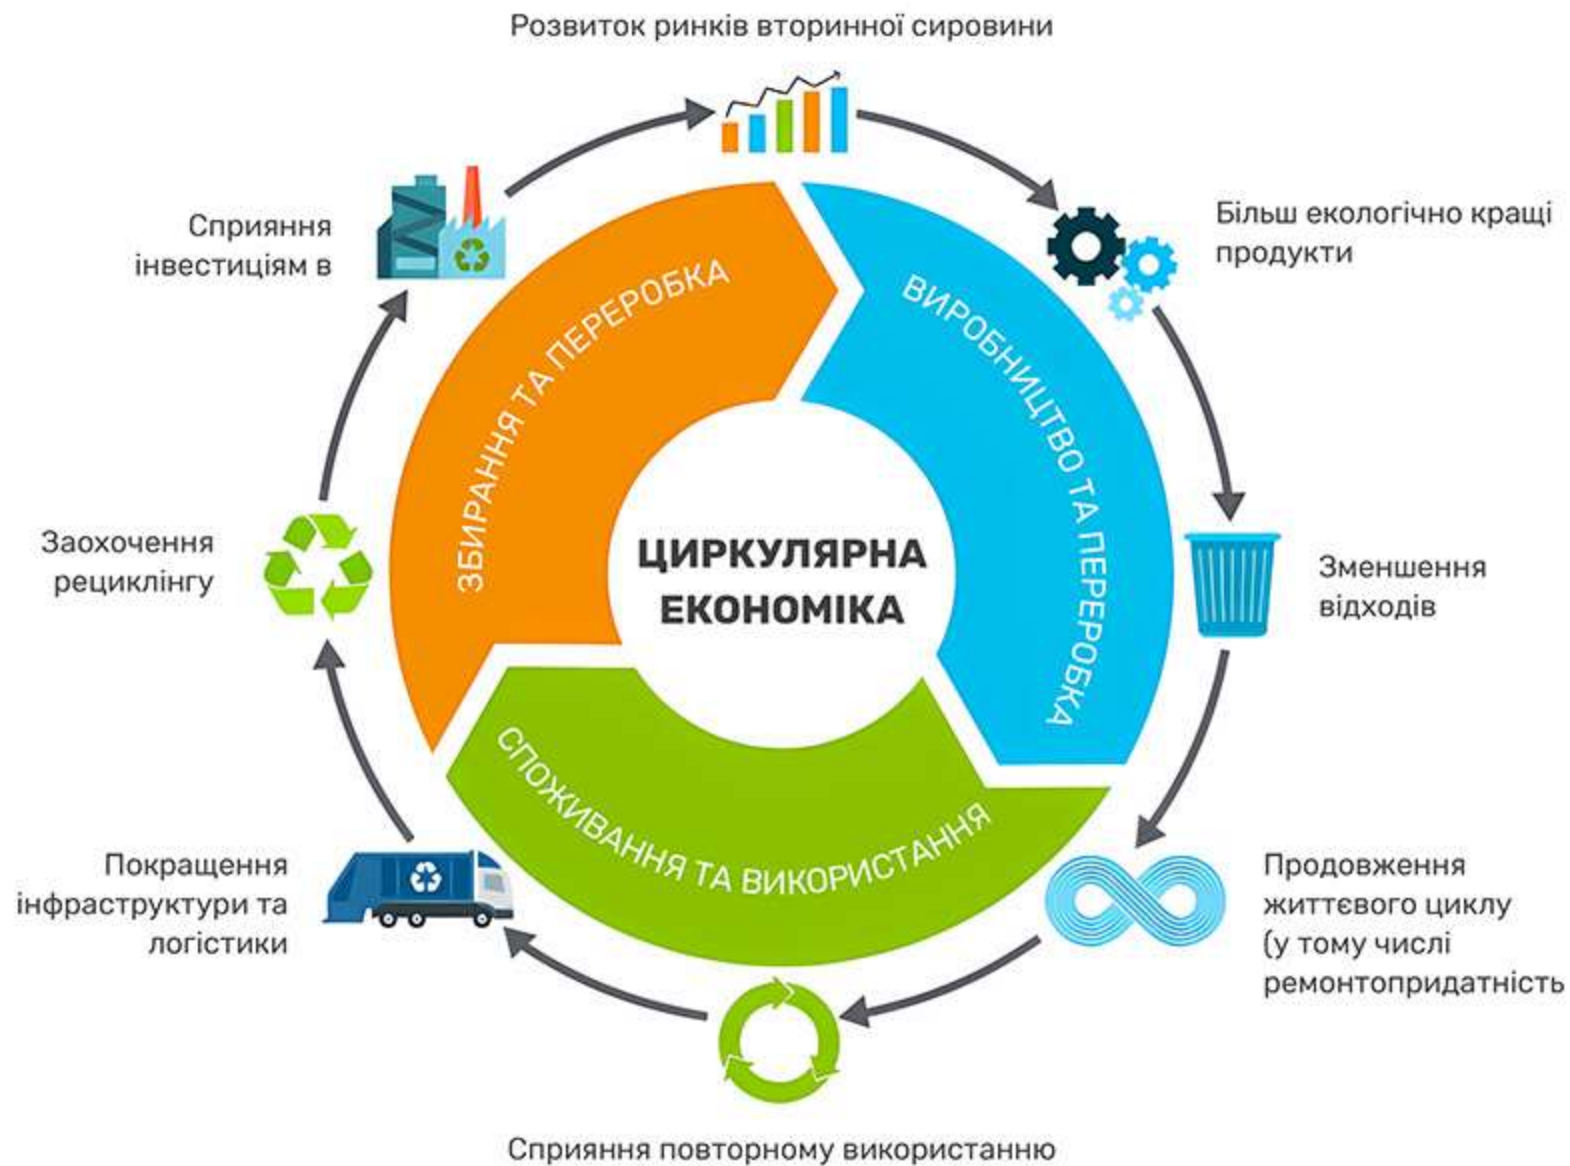 Розвиток ринків вторинної сировини
Більш екологічно кращі
продукти
Зменшення
відходів
Продовження
життєвого циклу
(у тому числі
ремонтопридатність
Сприяння повторному використанню
Покращення
інфраструктури та
логістики
Заохочення
рециклінгу
Сприяння
інвестиціям в
ЗБИРАННЯ ТА ПЕРЕРОБКА
ВИРОБНИЦТВО ТА ПЕРЕРОБКА
СПОЖИВАННЯ ТА ВИКОРИСТАННЯ
ЦИРКУЛЯРНА
ЕКОНОМІКА